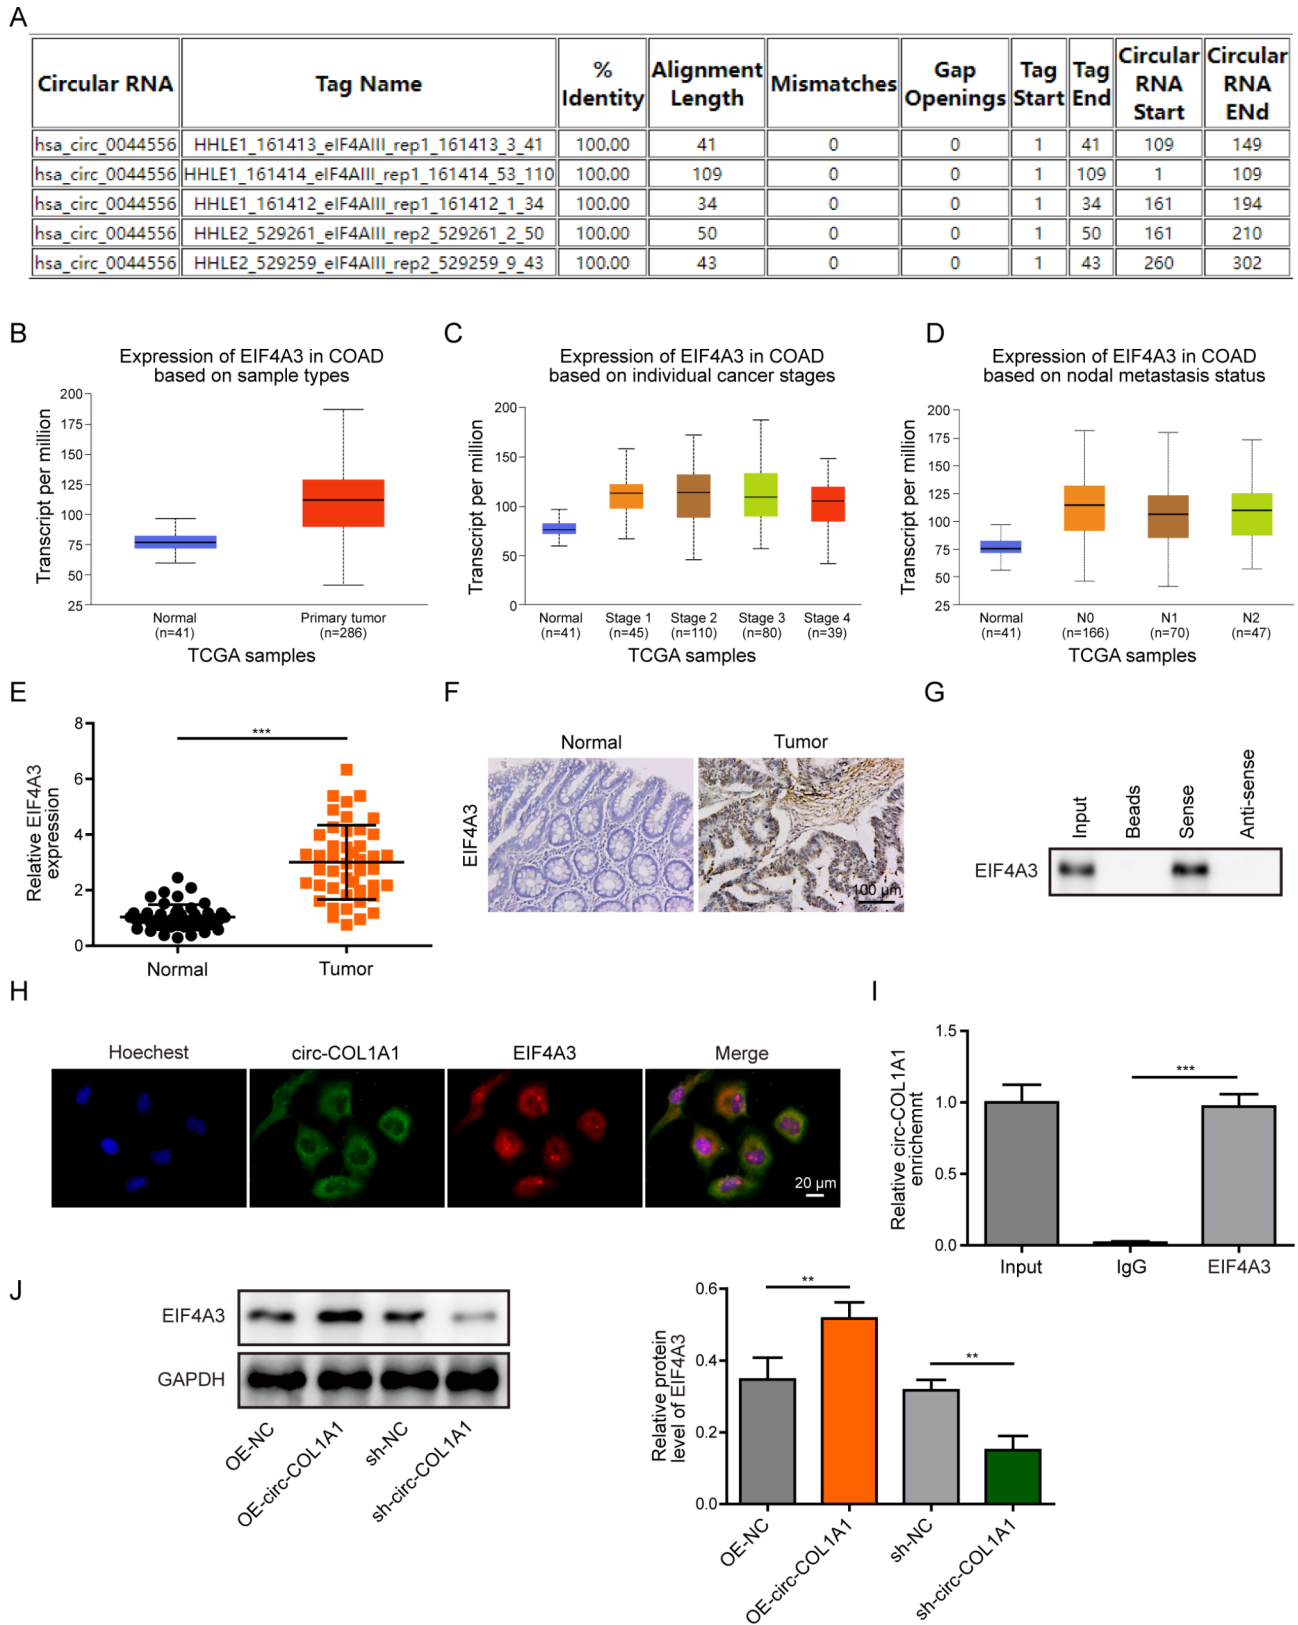 A
Circular RNA | Tag Name | % Identity | Alignment Length | Mismatches | Gap Openings | Tag Start | Tag End | Circular RNA Start | Circular RNA ENd
hsa_circ_0044556 | HHLE1_161413_eIF4AIII_rep1_161413_3_41 | 100.00 | 41 | 0 | 0 | 1 | 41 | 109 | 149
hsa_circ_0044556 | HHLE1_161414_eIF4AIII_rep1_161414_53_110 | 100.00 | 109 | 0 | 0 | 1 | 109 | 1 | 109
hsa_circ_0044556 | HHLE1_161412_eIF4AIII_rep1_161412_1_34 | 100.00 | 34 | 0 | 0 | 1 | 34 | 161 | 194
hsa_circ_0044556 | HHLE2_529261_eIF4AIII_rep2_529261_2_50 | 100.00 | 50 | 0 | 0 | 1 | 50 | 161 | 210
hsa_circ_0044556 | HHLE2_529259_eIF4AIII_rep2_529259_9_43 | 100.00 | 43 | 0 | 0 | 1 | 43 | 260 | 302
B
Expression of EIF4A3 in COAD
based on sample types
Transcript per million
200
175
150
125
100
75
50
25
Normal
(n=41)
Primary tumor
(n=286)
TCGA samples
C
Expression of EIF4A3 in COAD
based on individual cancer stages
Transcript per million
200
150
100
50
0
Normal
(n=41)
Stage 1
(n=45)
Stage 2
(n=110)
Stage 3
(n=80)
Stage 4
(n=39)
TCGA samples
D
Expression of EIF4A3 in COAD
based on nodal metastasis status
Transcript per million
200
175
150
125
100
75
50
25
Normal
(n=41)
N0
(n=166)
N1
(n=70)
N2
(n=47)
TCGA samples
E
Relative EIF4A3
expression
8
6
4
2
0
***
Normal
Tumor
F
Normal
Tumor
EIF4A3
100 μm
G
Input
Beads
Sense
Anti-sense
EIF4A3
H
Hoechest
circ-COL1A1
EIF4A3
Merge
20 μm
I
Relative circ-COL1A1
enrichemnt
1.5
1.0
0.5
0.0
***
Input
IgG
EIF4A3
J
EIF4A3
GAPDH
OE-NC
OE-circ-COL1A1
sh-NC
sh-circ-COL1A1
Relative protein
level of EIF4A3
0.6
0.4
0.2
0.0
**
**
OE-NC
OE-circ-COL1A1
sh-NC
sh-circ-COL1A1